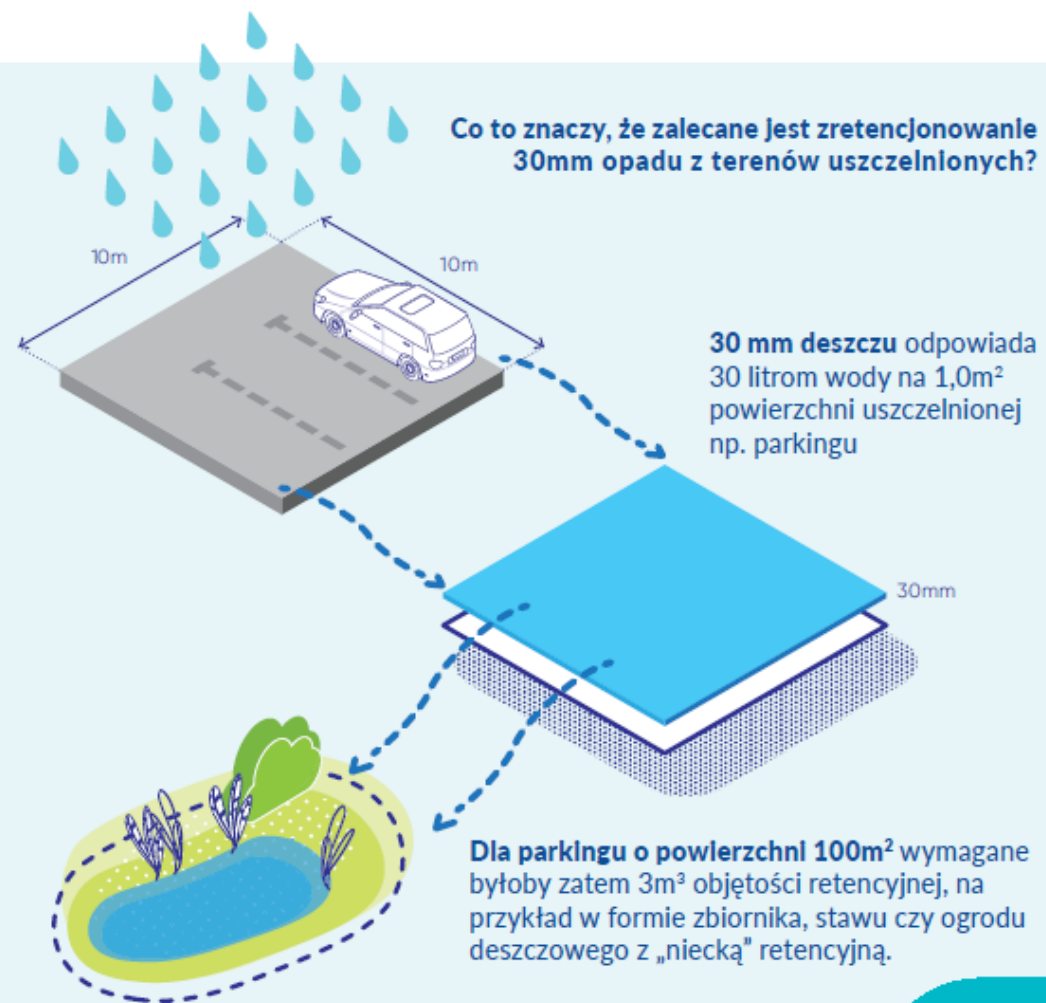 Co to znaczy, że zalecane jest zretencjonowanie
30mm opadu z terenów uszczelnionych?
10m
10m
30 mm deszczu odpowiada
30 litrom wody na 1,0m²
powierzchni uszczelnionej
np. parkingu
30mm
Dla parkingu o powierzchni 100m² wymagane
byłoby zatem 3m³ objętości retencyjnej, na
przykład w formie zbiornika, stawu czy ogrodu
deszczowego z „niecką” retencyjną.